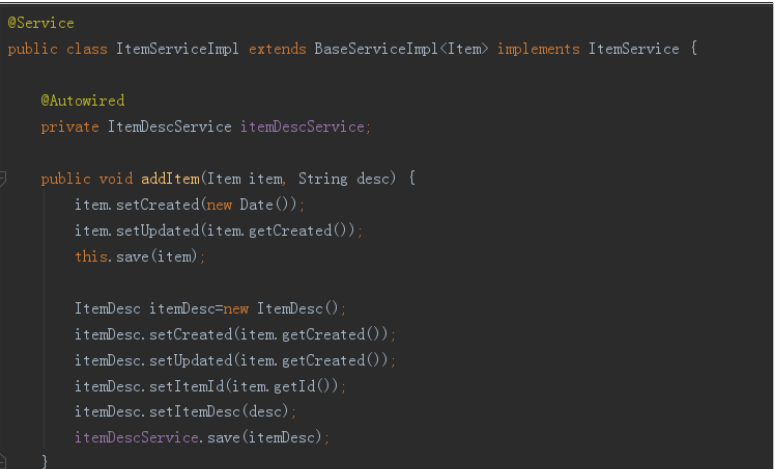 @Service
public class ItemServiceImpl extends BaseServiceImpl<Item> implements ItemService {
@Autowired
private ItemDescService itemDescService;
public void addItem(Item item, String desc) {
item.setCreated(new Date());
item.setUpdated(item.getCreated());
this.save(item);
ItemDesc itemDesc=new ItemDesc();
itemDesc.setCreated(item.getCreated());
itemDesc.setUpdated(item.getCreated());
itemDesc.setItemId(item.getId());
itemDesc.setItemDesc(desc);
itemDescService.save(itemDesc);
}